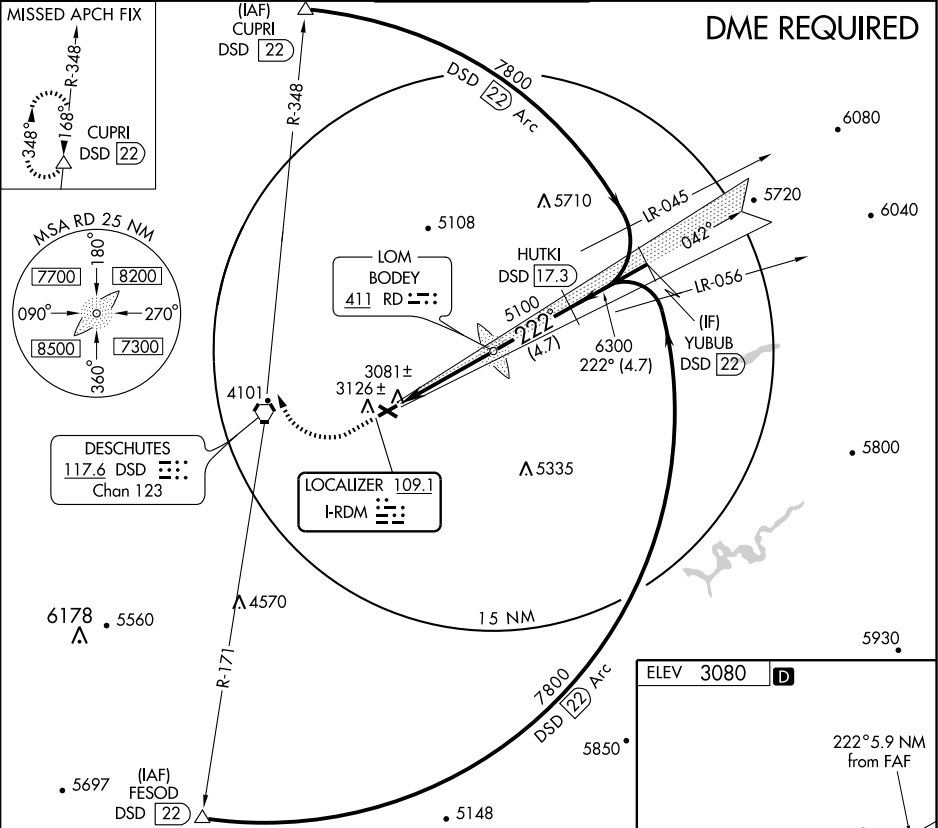 MISSED APCH FIX
R-348
348°
168°
CUPRI
DSD 22
(IAF)
CUPRI
DSD 22
DME REQUIRED
7800
DSD 22 Arc
R-348
6080
5710
LR-045
5720
6040
5108
042°
MSA RD 25 NM
180°
7700
8200
090°
270°
8500
7300
360°
LOM
BODEY
411 RD
HUTKI
DSD 17.3
5100
222°
(4.7)
LR-056
6300
222° (4.7)
(IF)
YUBUB
DSD 22
3081±
3126±
4101
DESCHUTES
117.6 DSD
Chan 123
LOCALIZER 109.1
I-RDM
5335
5800
4570
6178
5560
15 NM
R-171
5930
7800
DSD 22 Arc
ELEV 3080 D
5850
222° 5.9 NM
from FAF
5697
(IAF)
FESOD
DSD 22
5148